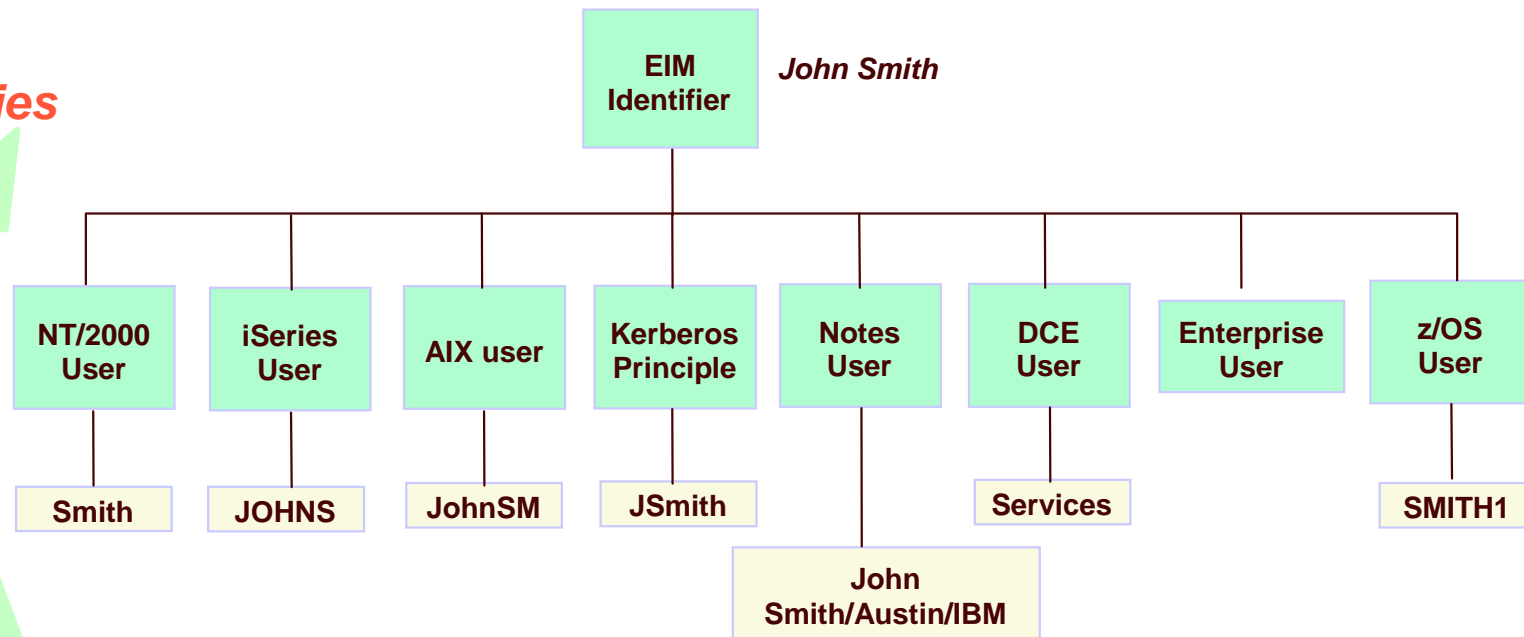 EIM
Identifier
John Smith
ies
NT/2000
User
iSeries
User
AIX user
Kerberos
Principle
Notes
User
DCE
User
Enterprise
User
z/OS
User
Smith
JOHNS
JohnSM
JSmith
Services
SMITH1
John
Smith/Austin/IBM